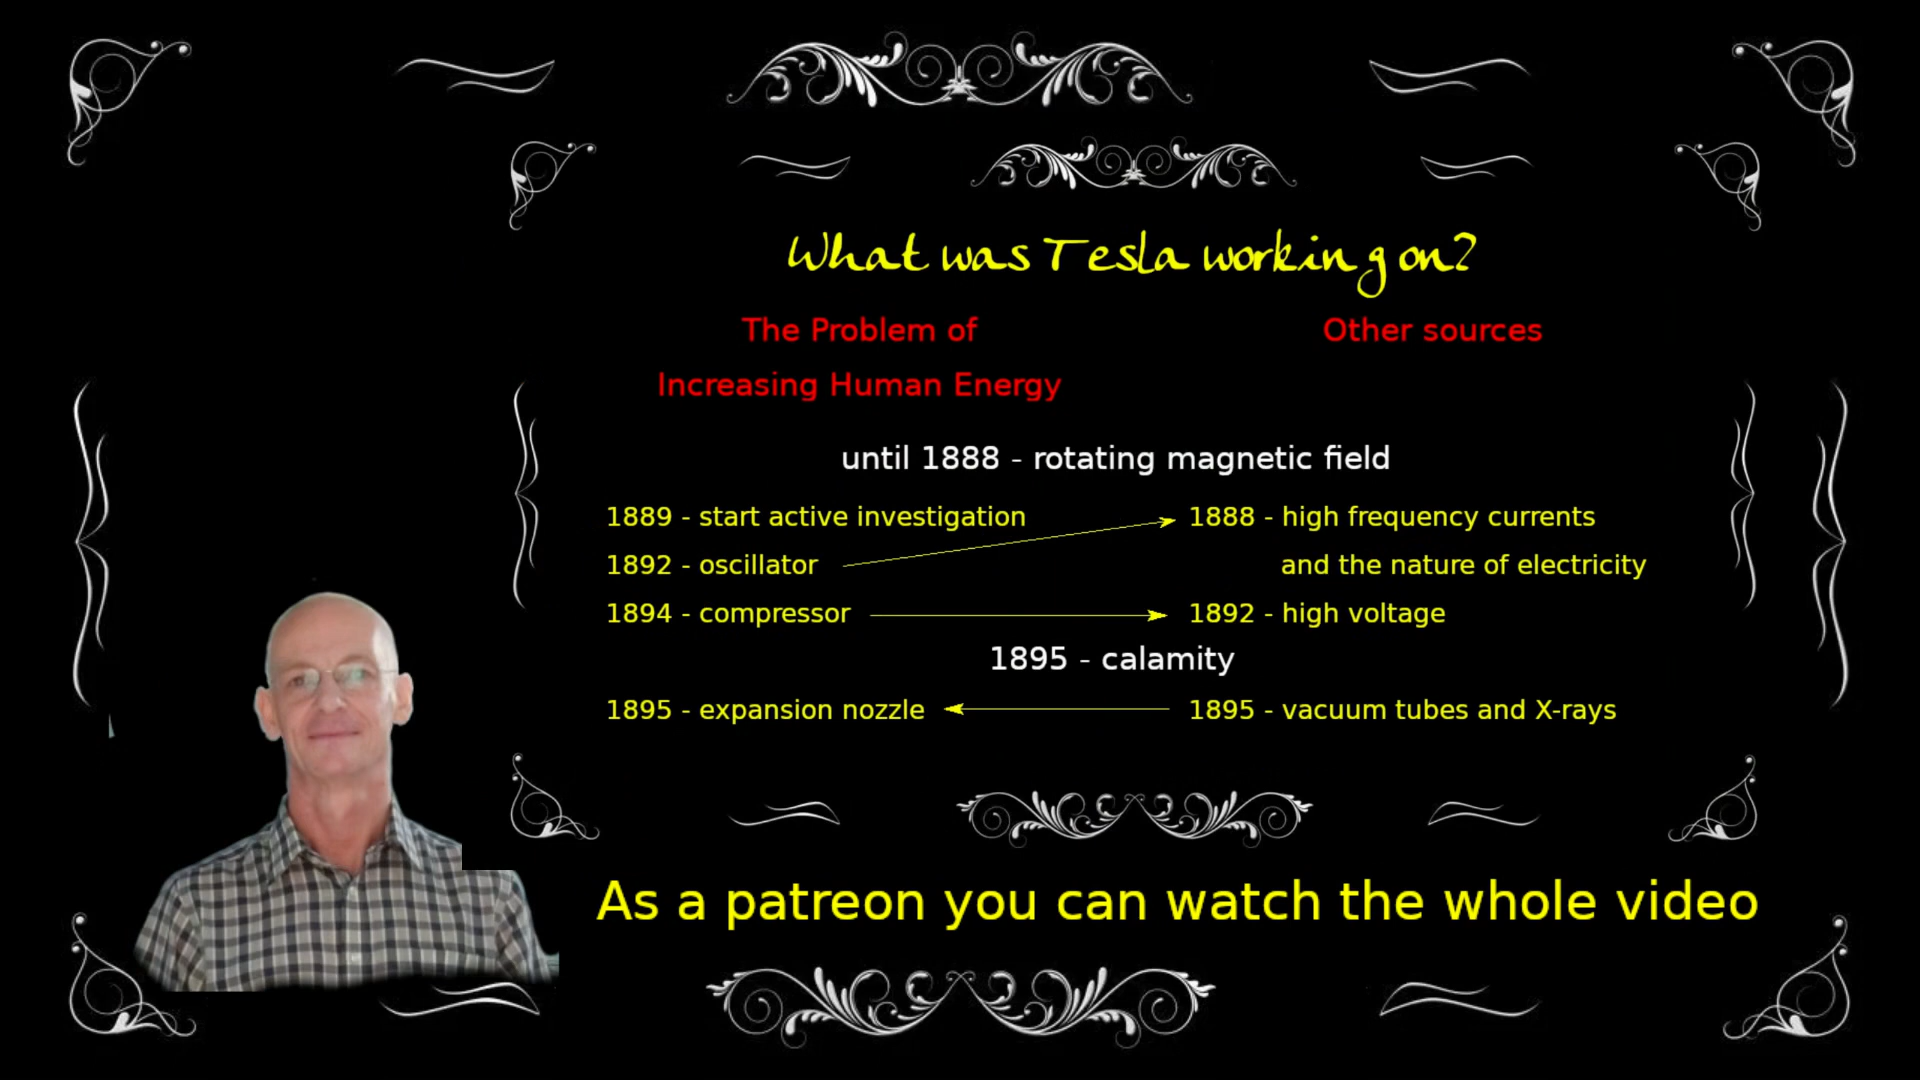 What was Tesla working on?
The Problem of
Increasing Human Energy
Other sources
until 1888 - rotating magnetic field
1889 - start active investigation
1892 - oscillator
1894 - compressor
1888 - high frequency currents
and the nature of electricity
1892 - high voltage
1895 - calamity
1895 - expansion nozzle
1895 - vacuum tubes and X-rays
As a patreon you can watch the whole video